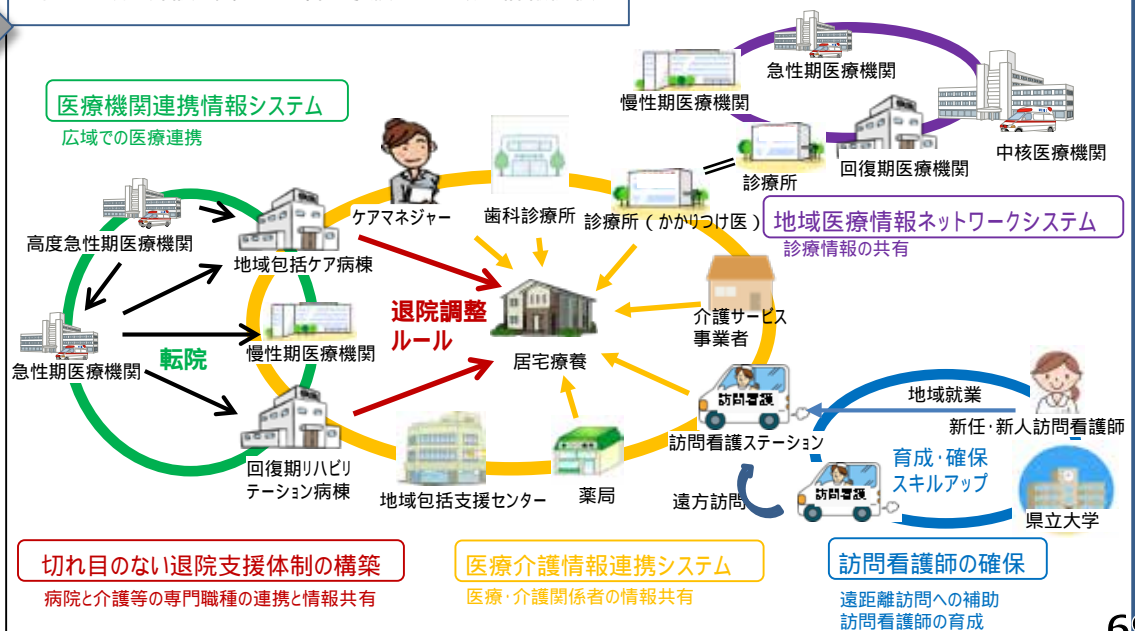 急性期医療機関
慢性期医療機関
中核医療機関
回復期医療機関
診療所
医療機関連携情報システム
広域での医療連携
地域医療情報ネットワークシステム
診療情報の共有
ケアマネジャー
歯科診療所
診療所(かかりつけ医)
高度急性期医療機関
地域包括ケア病棟
退院調整
ルール
居宅療養
介護サービス
事業者
転院
急性期医療機関
慢性期医療機関
回復期リハビリ
テーション病棟
地域包括支援センター
薬局
訪問看護
訪問看護ステーション
遠方訪問
訪問看護
地域就業
新任・新人訪問看護師
育成・確保
スキルアップ
県立大学
切れ目のない退院支援体制の構築
病院と介護等の専門職種の連携と情報共有
医療介護情報連携システム
医療・介護関係者の情報共有
訪問看護師の確保
遠距離訪問への補助
訪問看護師の育成